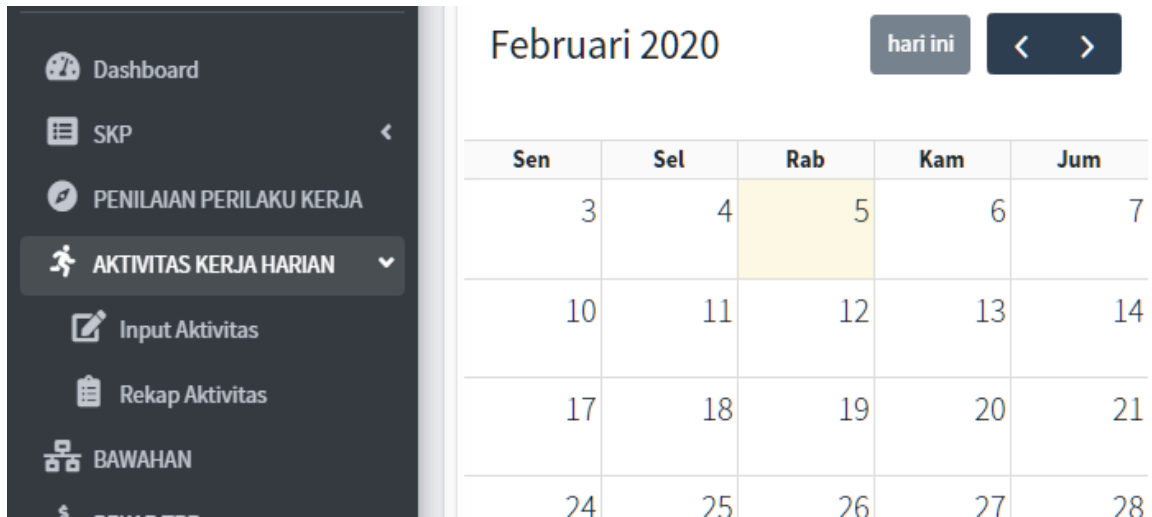 Dashboard
SKP
PENILAIAN PERILAKU KERJA
AKTIVITAS KERJA HARIAN
Input Aktivitas
Rekap Aktivitas
BAWAHAN
Februari 2020
hari ini
Sen Sel Rab Kam Jum
3 4 5 6 7
10 11 12 13 14
17 18 19 20 21
24 25 26 27 28